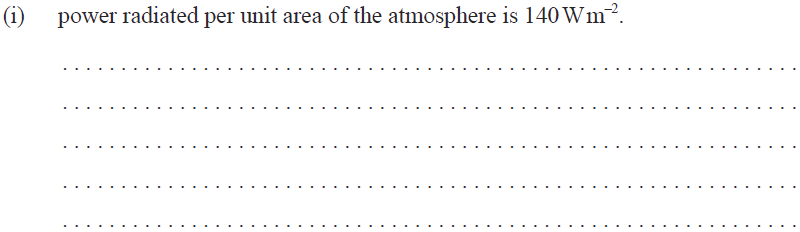 (i) power radiated per unit area of the atmosphere is 140 W m⁻².